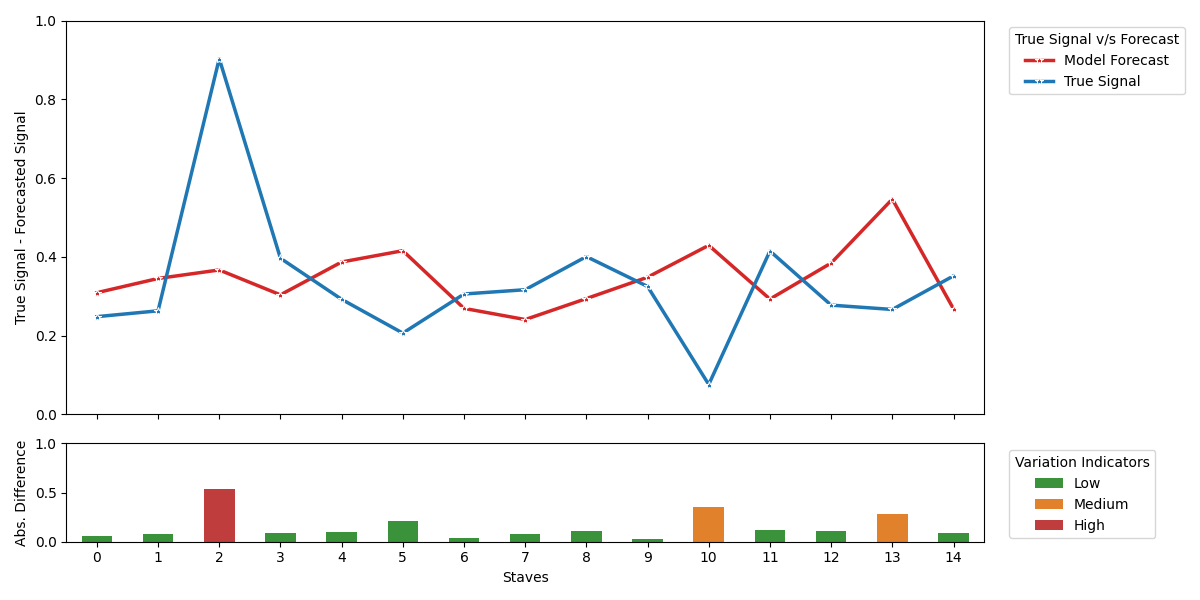 True Signal - Forecasted Signal
1.0
0.8
0.6
0.4
0.2
0.0
True Signal v/s Forecast
Model Forecast
True Signal
Abs. Difference
1.0
0.5
0.0
0 1 2 3 4 5 6 7 8 9 10 11 12 13 14
Staves
Variation Indicators
Low
Medium
High